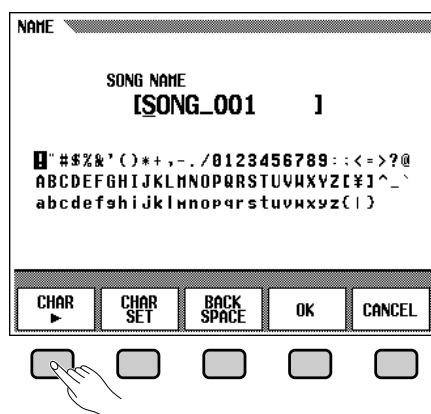 NAME
SONG NAME
[SONG_001 ]
!"#$%&'()*+,-./0123456789:;<=>?@
ABCDEFGHIJKLMNOPQRSTUVWXYZ[¥]^_`
abcdefghijklmnopqrstuvwxyz{|}
CHAR ▶
CHAR SET
BACK SPACE
OK
CANCEL